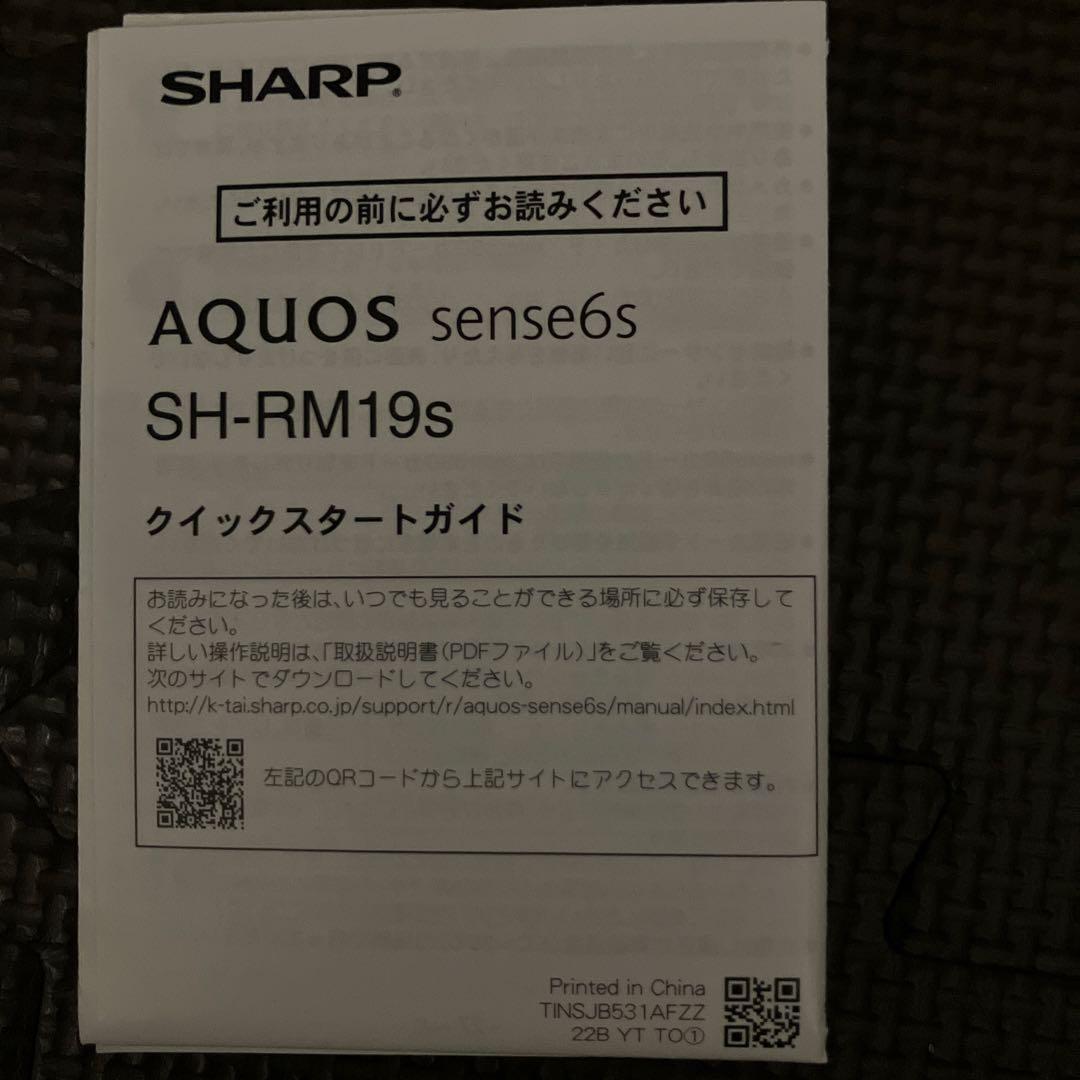 SHARP®
ご利用の前に必ずお読みください
AQUOS sense6s
SH-RM19s
クイックスタートガイド
お読みになった後は、いつでも見ることができる場所に必ず保存して
ください。
詳しい操作説明は、「取扱説明書(PDFファイル)」をご覧ください。
次のサイトでダウンロードしてください。
http://k-tai.sharp.co.jp/support/r/aquos-sense6s/manual/index.html
左記のQRコードから上記サイトにアクセスできます。
Printed in China
TINSJB531AFZZ
22B YT TO①